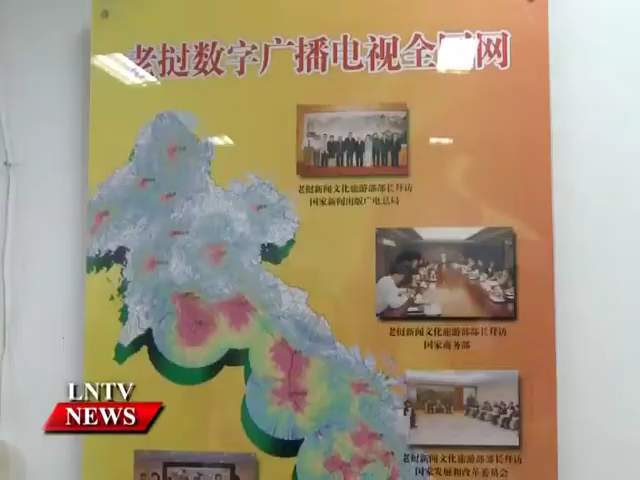 老挝数字广播电视全国网
老挝新闻文化旅游部部长拜访
国家新闻出版广电总局
老挝新闻文化旅游部部长拜访
国家商务部
老挝新闻文化旅游部部长拜访
国家发展和改革委员会
LNTV
NEWS